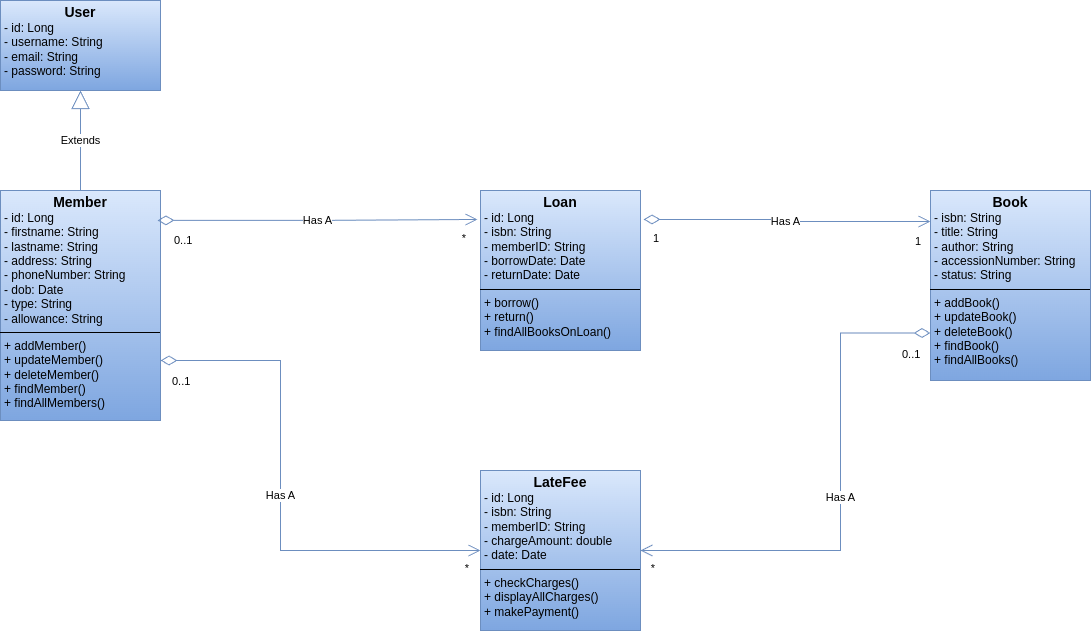 User
- id: Long
- username: String
- email: String
- password: String
Extends
Member
- id: Long
- firstname: String
- lastname: String
- address: String
- phoneNumber: String
- dob: Date
- type: String
- allowance: String
+ addMember()
+ updateMember()
+ deleteMember()
+ findMember()
+ findAllMembers()
0..1
Has A
*
Loan
- id: Long
- isbn: String
- memberID: String
- borrowDate: Date
- returnDate: Date
+ borrow()
+ return()
+ findAllBooksOnLoan()
1
Has A
1
Book
- isbn: String
- title: String
- author: String
- accessionNumber: String
- status: String
+ addBook()
+ updateBook()
+ deleteBook()
+ findBook()
+ findAllBooks()
0..1
Has A
*
LateFee
- id: Long
- isbn: String
- memberID: String
- chargeAmount: double
- date: Date
+ checkCharges()
+ displayAllCharges()
+ makePayment()
0..1
Has A
*